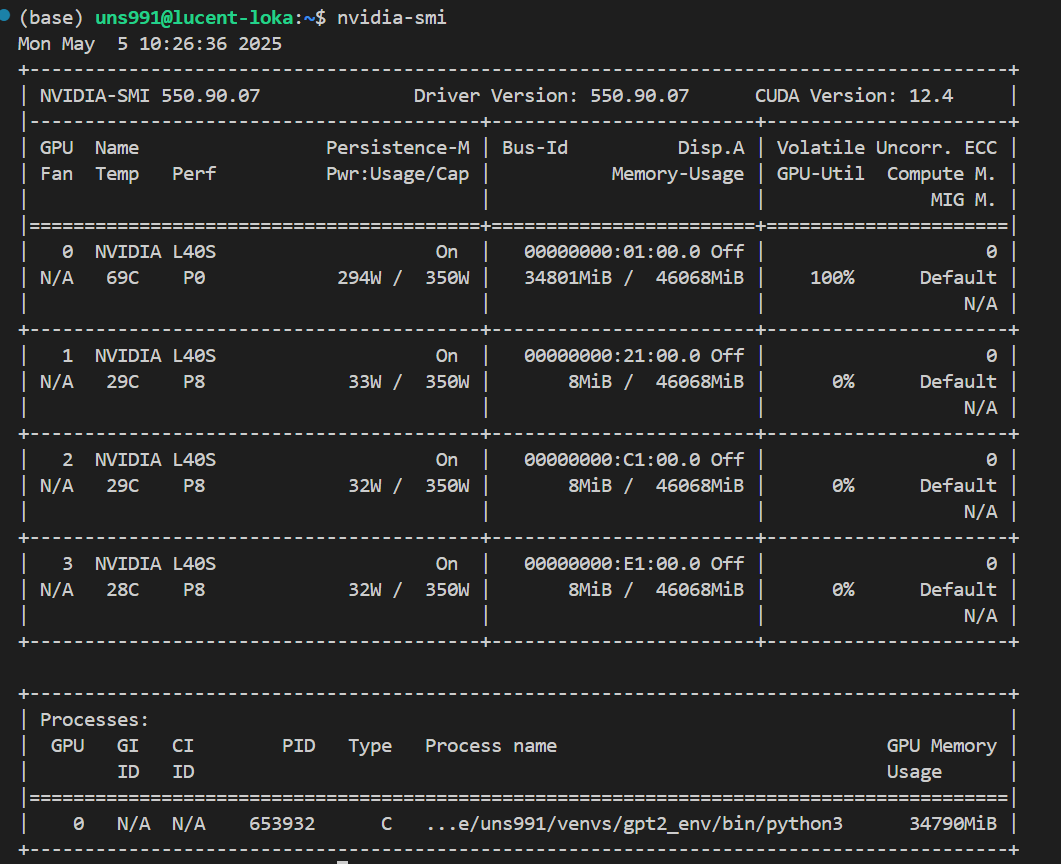 (base) uns991@lucent-loka:~$ nvidia-smi
Mon May  5 10:26:36 2025
+-----------------------------------------------------------------------------------------+
| NVIDIA-SMI 550.90.07              Driver Version: 550.90.07      CUDA Version: 12.4     |
|-----------------------------------------+------------------------+----------------------+
| GPU  Name                 Persistence-M | Bus-Id          Disp.A | Volatile Uncorr. ECC |
| Fan  Temp   Perf          Pwr:Usage/Cap |           Memory-Usage | GPU-Util  Compute M. |
|                                         |                        |               MIG M. |
|=========================================+========================+======================|
|   0  NVIDIA L40S                    On  |   00000000:01:00.0 Off |                    0 |
| N/A   69C    P0            294W /  350W |   34801MiB /  46068MiB |    100%      Default |
|                                         |                        |                  N/A |
+-----------------------------------------+------------------------+----------------------+
|   1  NVIDIA L40S                    On  |   00000000:21:00.0 Off |                    0 |
| N/A   29C    P8             33W /  350W |       8MiB /  46068MiB |      0%      Default |
|                                         |                        |                  N/A |
+-----------------------------------------+------------------------+----------------------+
|   2  NVIDIA L40S                    On  |   00000000:C1:00.0 Off |                    0 |
| N/A   29C    P8             32W /  350W |       8MiB /  46068MiB |      0%      Default |
|                                         |                        |                  N/A |
+-----------------------------------------+------------------------+----------------------+
|   3  NVIDIA L40S                    On  |   00000000:E1:00.0 Off |                    0 |
| N/A   28C    P8             32W /  350W |       8MiB /  46068MiB |      0%      Default |
|                                         |                        |                  N/A |
+-----------------------------------------+------------------------+----------------------+

+-----------------------------------------------------------------------------------------+
| Processes:                                                                              |
|  GPU   GI   CI        PID   Type   Process name                              GPU Memory |
|        ID   ID                                                               Usage      |
|=========================================================================================|
|    0   N/A  N/A    653932      C   ...e/uns991/venvs/gpt2_env/bin/python3      34790MiB |
+-----------------------------------------------------------------------------------------+